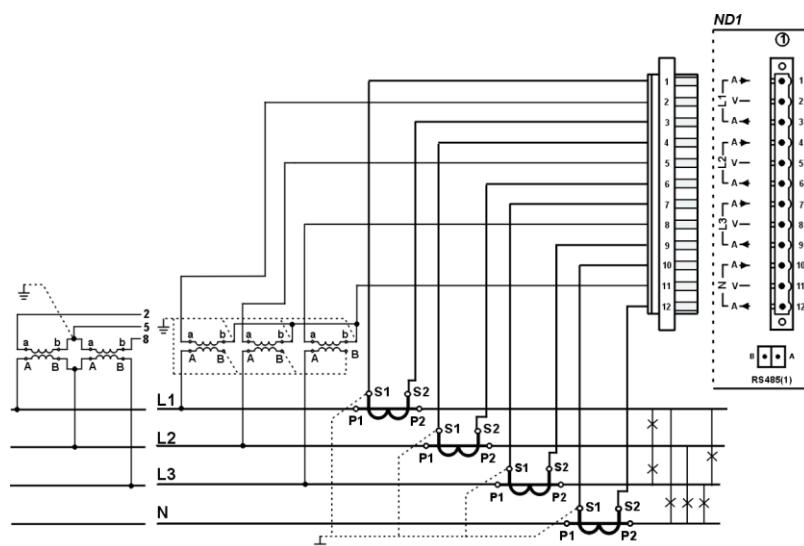 ND1
1
1 A 1
2 V 2
3 A 3
L1
4 A 4
5 V 5
6 A 6
L2
7 A 7
8 V 8
9 A 9
L3
10 A 10
11 V 11
12 A 12
N
2
5
8
a b a b
A B A B
a b a b a b
A B A B A B
B A
RS485(1)
L1
S1 S2
P1 P2
L2
S1 S2
P1 P2
L3
S1 S2
P1 P2
N
S1 S2
P1 P2